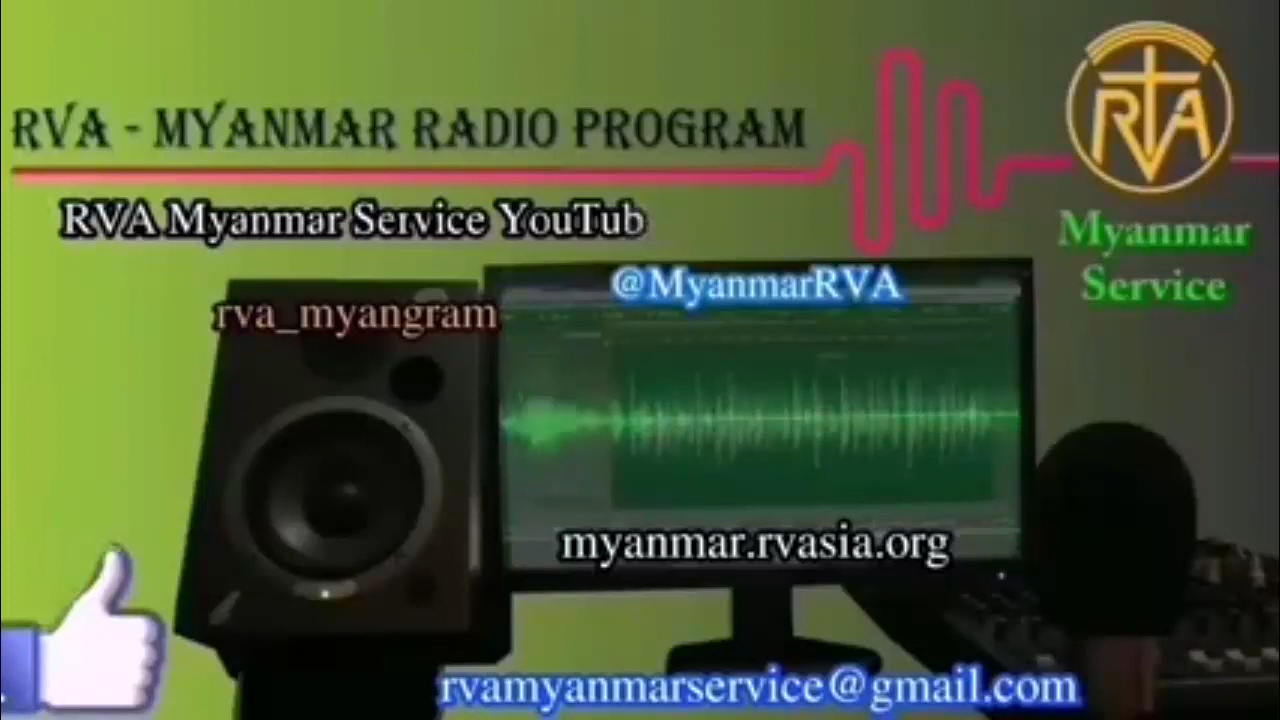 RVA - MYANMAR RADIO PROGRAM
RVA
RVA Myanmar Service YouTub
Myanmar
Service
@MyanmarRVA
rva_myangram
myanmar.rvasia.org
rvamyanmarservice@gmail.com